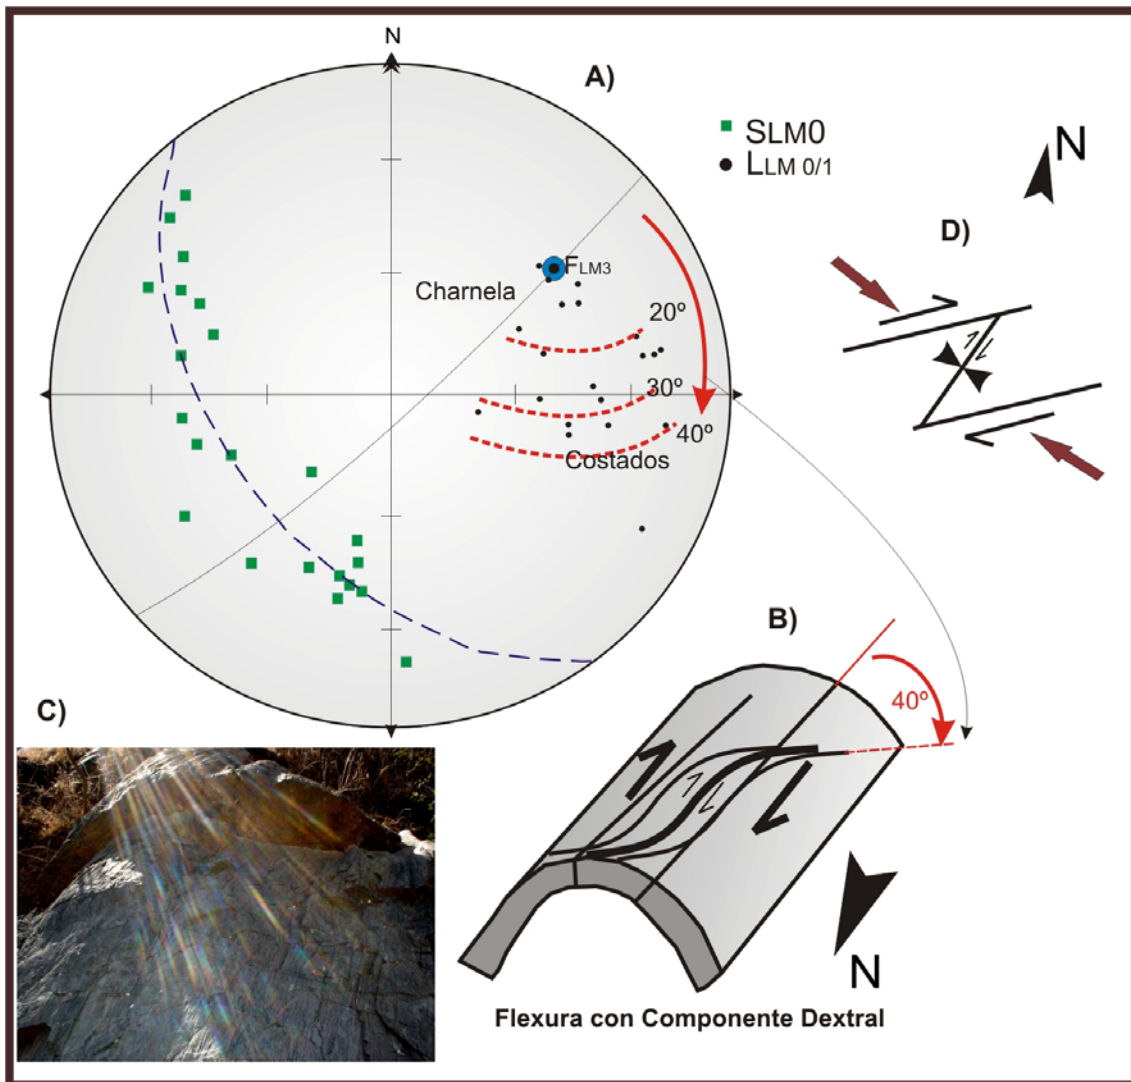 N
A)
SLM0
LLM 0/1
N
D)
FLM3
Charnela
20º
30º
40º
Costados
B)
40º
C)
N
Flexura con Componente Dextral